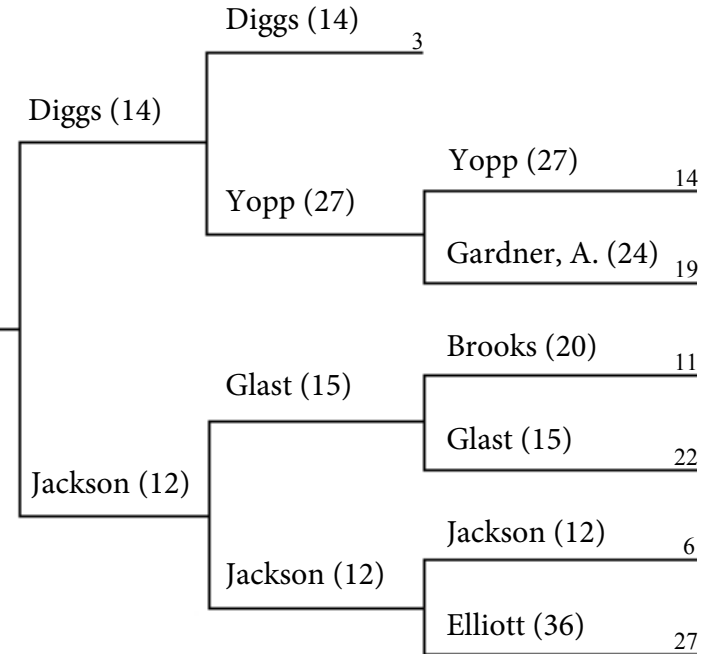 Diggs (14)
3
Diggs (14)
Yopp (27)
14
Yopp (27)
Gardner, A. (24)
19
Brooks (20)
11
Glast (15)
Glast (15)
22
Jackson (12)
Jackson (12)
6
Jackson (12)
Elliott (36)
27